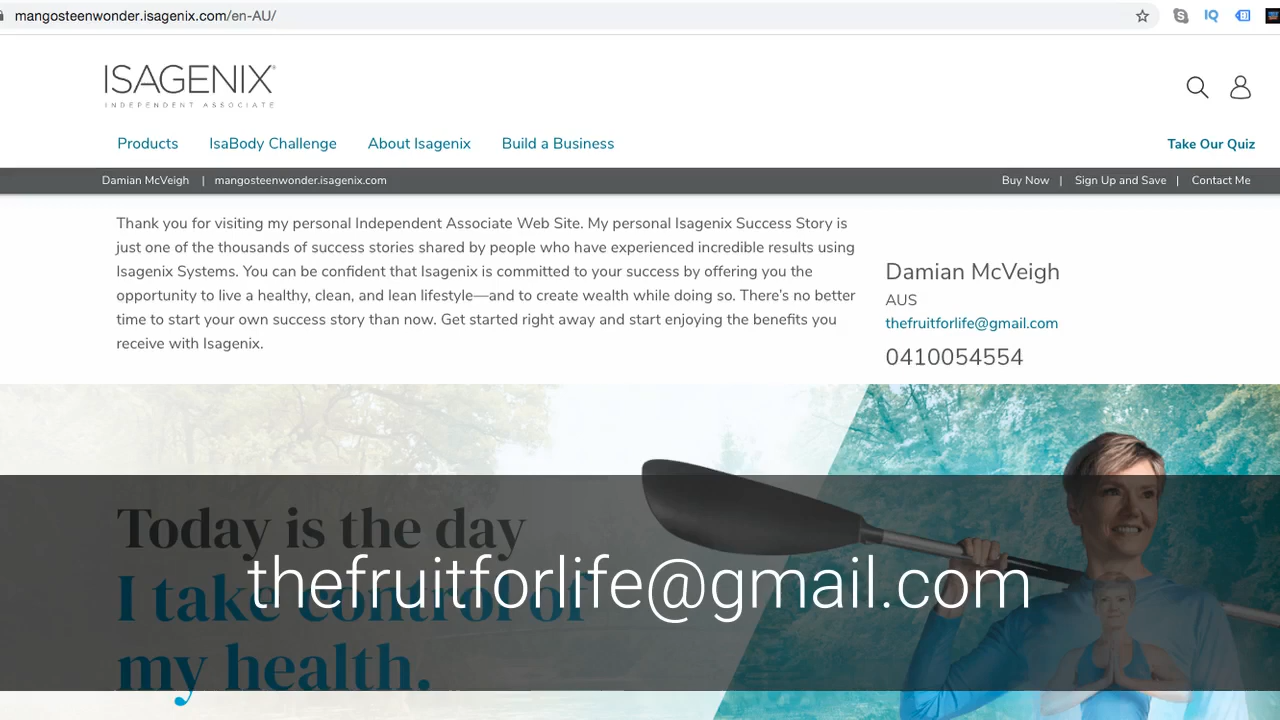 mangosteenwonder.isagenix.com/en-AU/
IQ
ISAGENIX
INDEPENDENT ASSOCIATE
Products IsaBody Challenge About Isagenix Build a Business Take Our Quiz
Damian McVeigh | mangosteenwonder.isagenix.com Buy Now | Sign Up and Save | Contact Me
Thank you for visiting my personal Independent Associate Web Site. My personal Isagenix Success Story is
just one of the thousands of success stories shared by people who have experienced incredible results using
Isagenix Systems. You can be confident that Isagenix is committed to your success by offering you the
opportunity to live a healthy, clean, and lean lifestyle—and to create wealth while doing so. There's no better
time to start your own success story than now. Get started right away and start enjoying the benefits you
receive with Isagenix.
Damian McVeigh
AUS
thefruitforlife@gmail.com
0410054554
Today is the day
I take control of
my health.
thefruitforlife@gmail.com